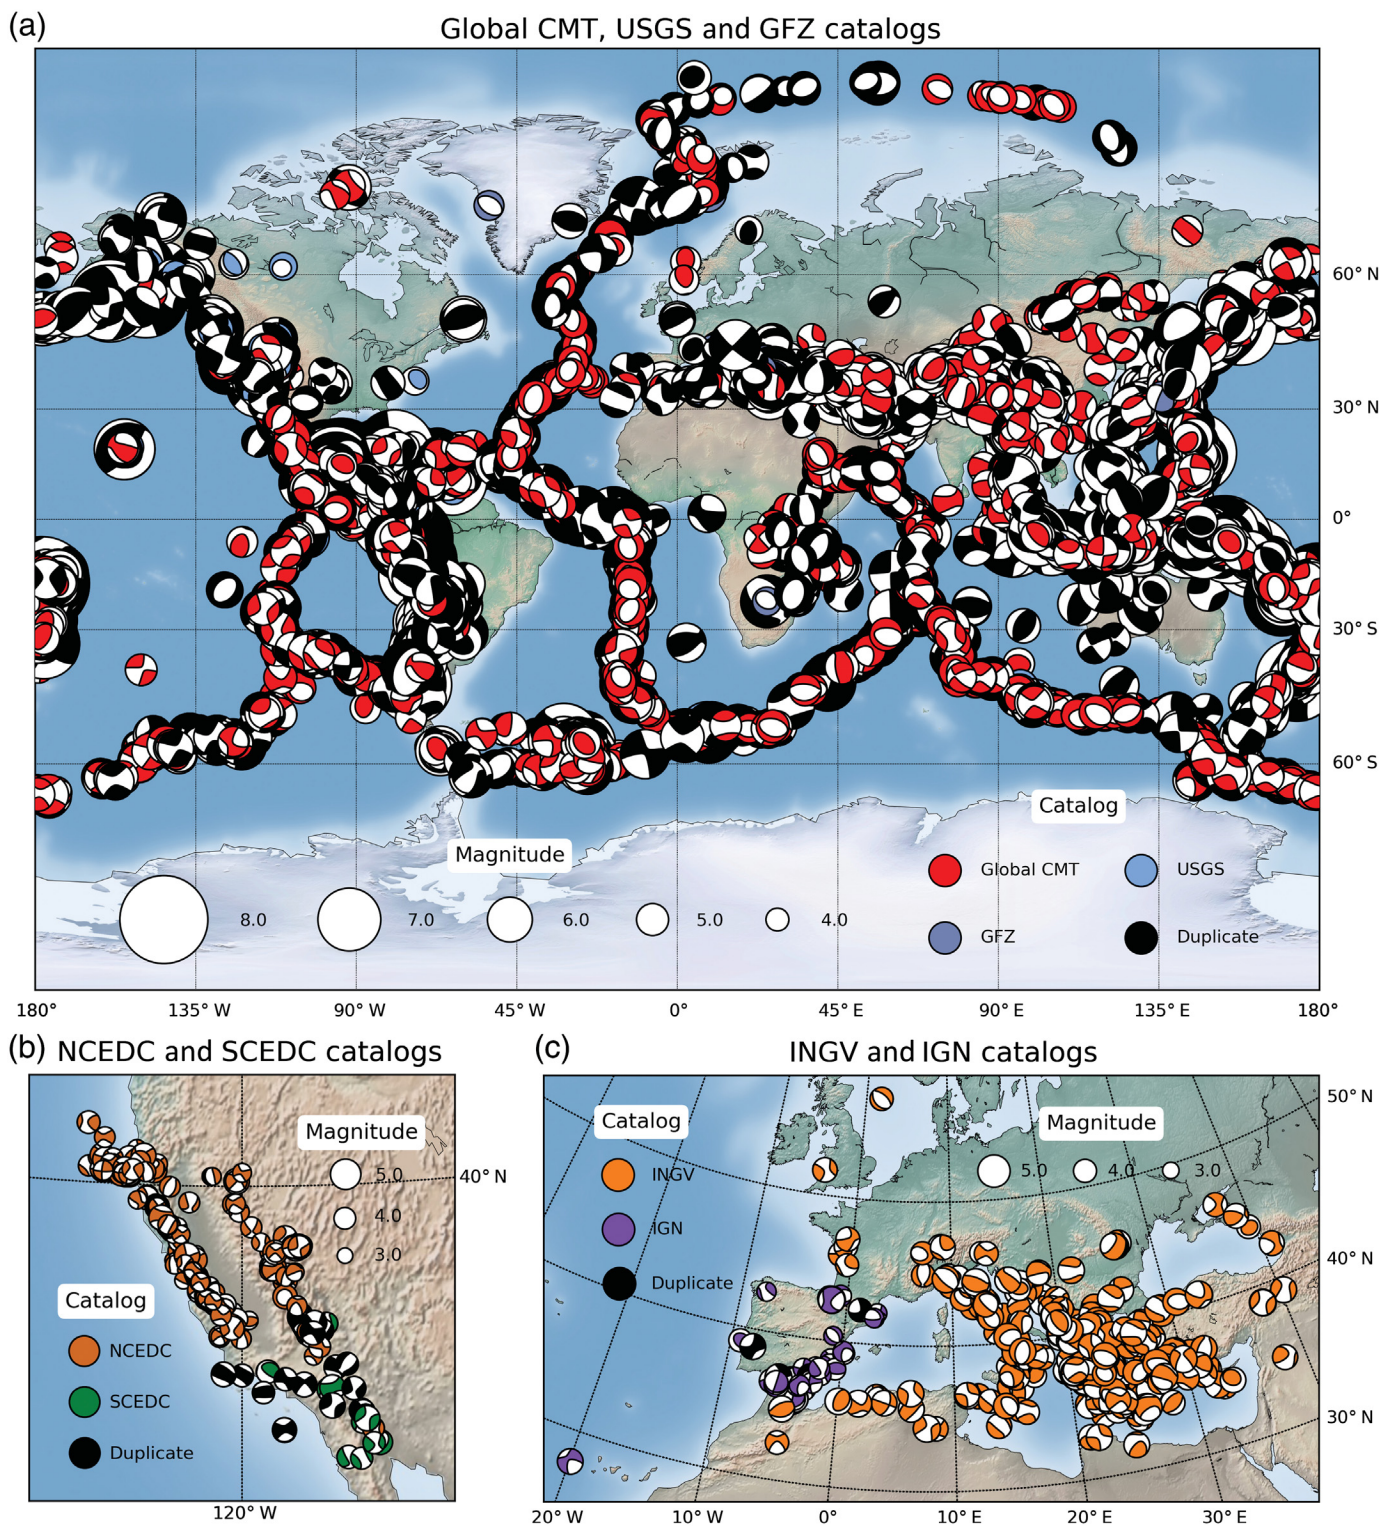 (a) Global CMT, USGS and GFZ catalogs
60° N
30° N
0°
30° S
60° S
Catalog
Magnitude
Global CMT
USGS
8.0
7.0
6.0
5.0
4.0
GFZ
Duplicate
180°
135° W
90° W
45° W
0°
45° E
90° E
135° E
180°
(b) NCEDC and SCEDC catalogs
Magnitude
5.0
40° N
4.0
3.0
Catalog
NCEDC
SCEDC
Duplicate
120° W
(c) INGV and IGN catalogs
50° N
Catalog
Magnitude
INGV
5.0
4.0
3.0
IGN
40° N
Duplicate
30° N
20° W
10° W
0°
10° E
20° E
30° E